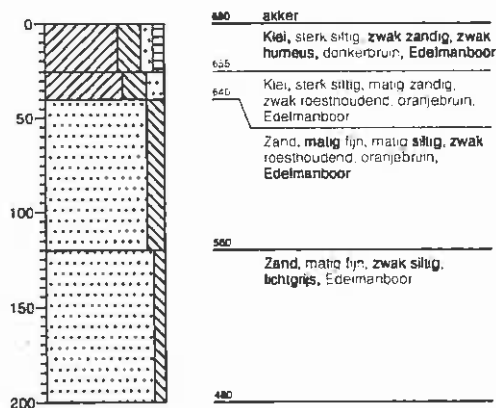 0
680 akker
Klei, sterk siltig, zwak zandig, zwak
humeus, donkerbruin, Edelmanboor
655
640
Klei, sterk siltig, matig zandig,
zwak roesthoudend, oranjebruin,
Edelmanboor
50
Zand, matig fijn, matig siltig, zwak
roesthoudend, oranjebruin,
Edelmanboor
100
560
Zand, matig fijn, zwak siltig,
lichtgrijs, Edelmanboor
150
200
480